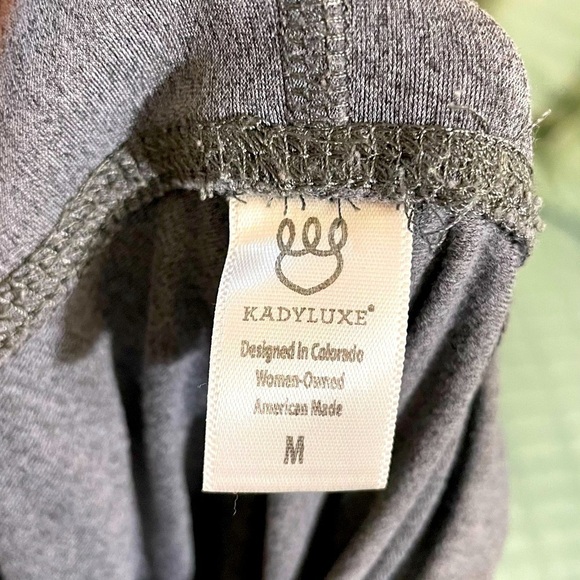 KADYLUXE®
Designed in Colorado
Women-Owned
American Made
M